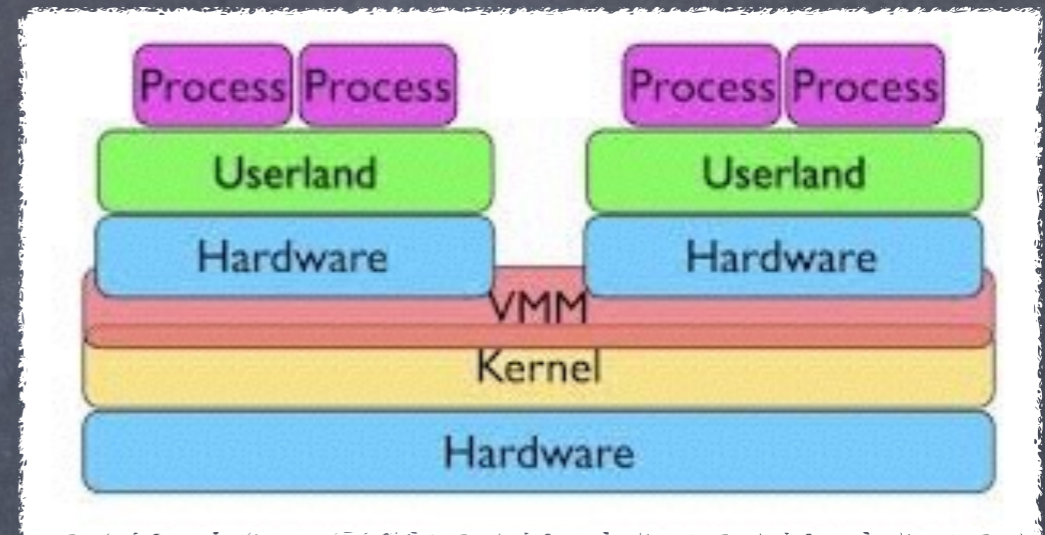 Process Process Process Process
Userland Userland
Hardware Hardware
VMM
Kernel
Hardware